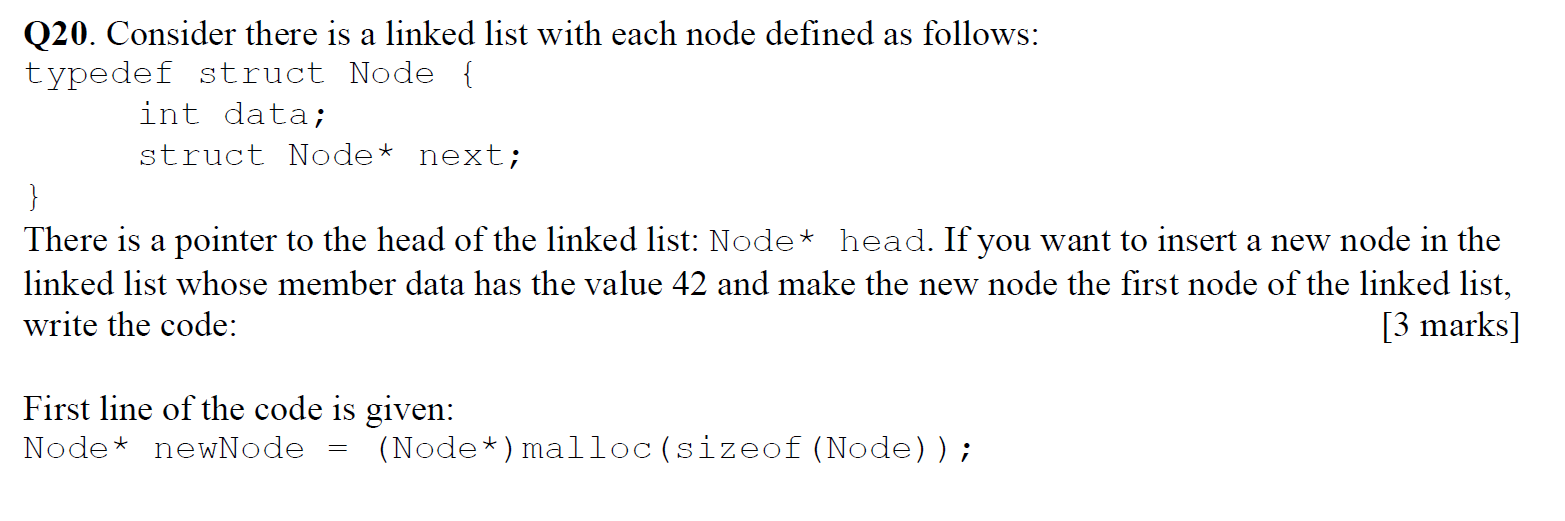 Q20. Consider there is a linked list with each node defined as follows:
typedef struct Node {
int data;
struct Node* next;
}
There is a pointer to the head of the linked list: Node* head. If you want to insert a new node in the
linked list whose member data has the value 42 and make the new node the first node of the linked list,
write the code: [3 marks]
First line of the code is given:
Node* newNode = (Node*)malloc(sizeof(Node));